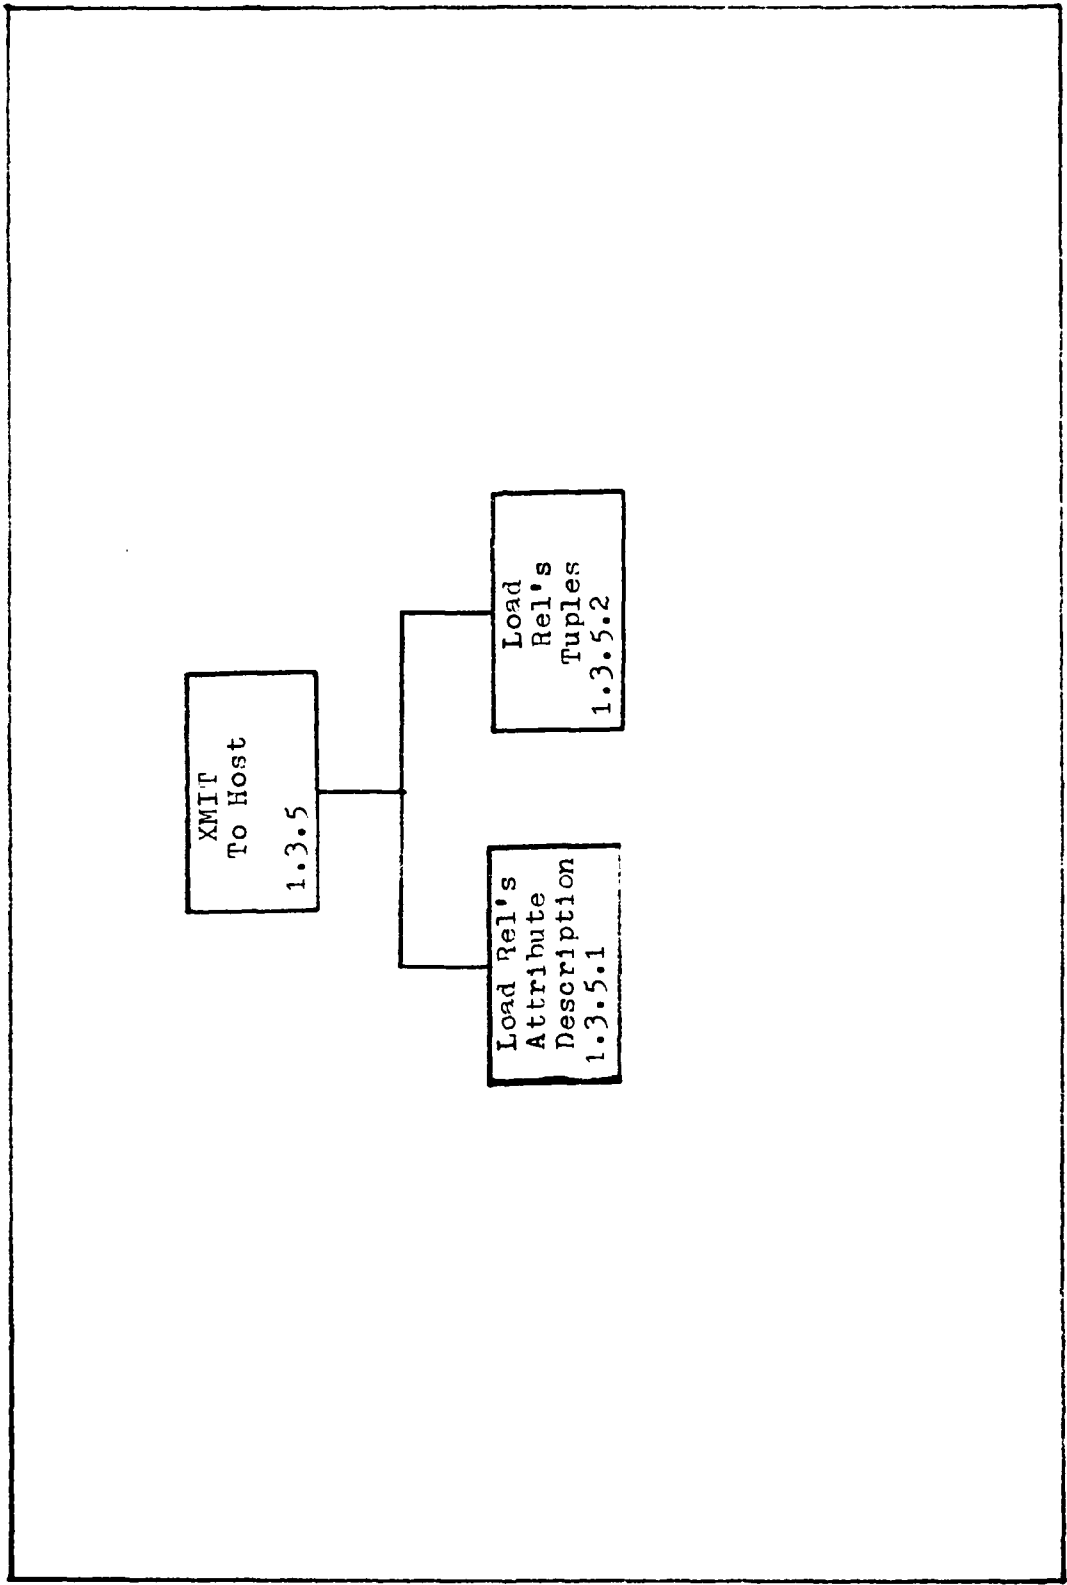 XMIT
To Host
1.3.5
Load Rel's
Attribute
Description
1.3.5.1
Load
Rel's
Tuples
1.3.5.2